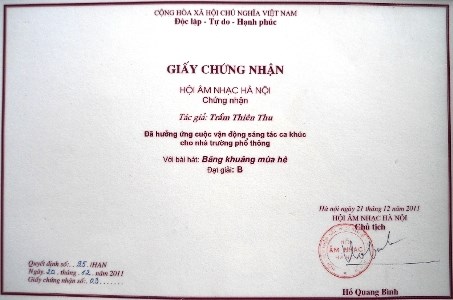 CỘNG HÒA XÃ HỘI CHỦ NGHĨA VIỆT NAM
Độc lập - Tự do - Hạnh phúc
GIẤY CHỨNG NHẬN
HỘI ÂM NHẠC HÀ NỘI
Chứng nhận
Tác giả: Trầm Thiên Thu
Đã hưởng ứng cuộc vận động sáng tác ca khúc
cho nhà trường phổ thông
Với bài hát: Bâng khuâng mùa hè
Đạt giải: B
Hà nội ngày 21 tháng 12 năm 2011
HỘI ÂM NHẠC HÀ NỘI
Chủ tịch
HỘI
ÂM NHẠC
Quyết định số: 35 /HAN
Ngày 20 tháng 12 năm 2011
Giấy chứng nhận số: 03
Hồ Quang Bình